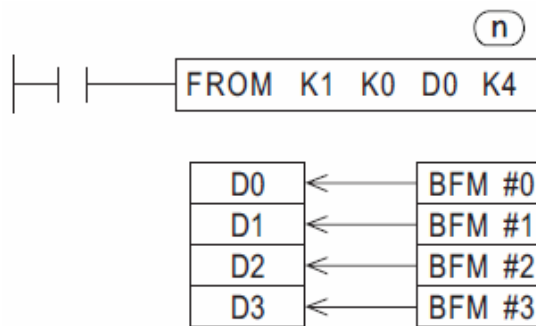 n
FROM K1 K0 D0 K4
D0 BFM #0
D1 BFM #1
D2 BFM #2
D3 BFM #3